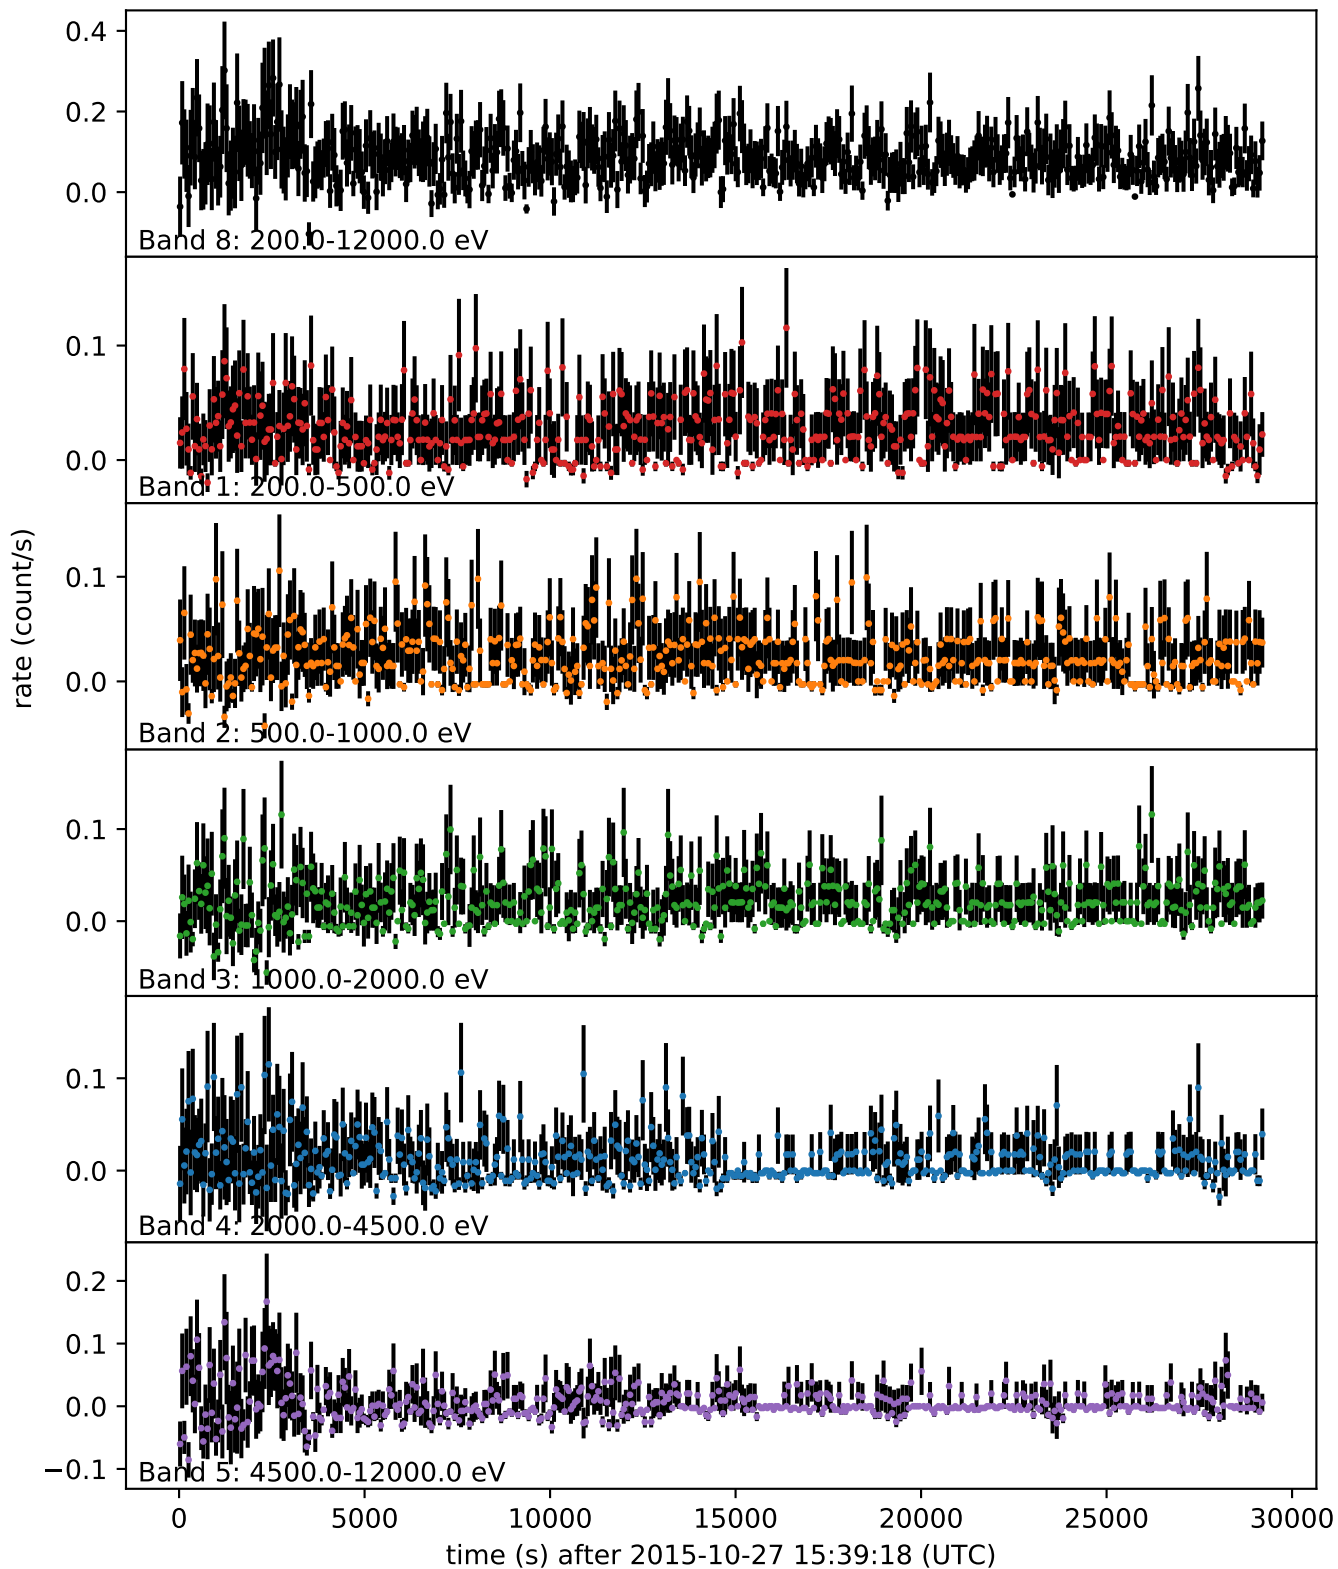 0.4
0.2
0.0
Band 8: 200.0-12000.0 eV
0.1
0.0
Band 1: 200.0-500.0 eV
0.1
0.0
Band 2: 500.0-1000.0 eV
rate (count/s)
0.1
0.0
Band 3: 1000.0-2000.0 eV
0.1
0.0
Band 4: 2000.0-4500.0 eV
0.2
0.1
0.0
−0.1
Band 5: 4500.0-12000.0 eV
0 5000 10000 15000 20000 25000 30000
time (s) after 2015-10-27 15:39:18 (UTC)